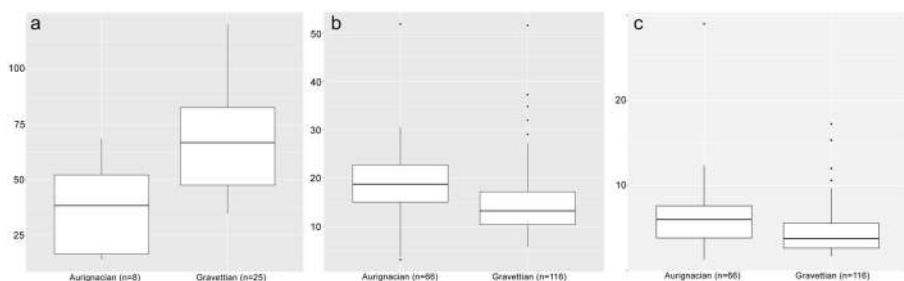 a
100
75
50
25
Aurignacian (n=8) Gravettian (n=25)
b
50
40
30
20
10
Aurignacian (n=66) Gravettian (n=116)
c
20
10
Aurignacian (n=66) Gravettian (n=116)